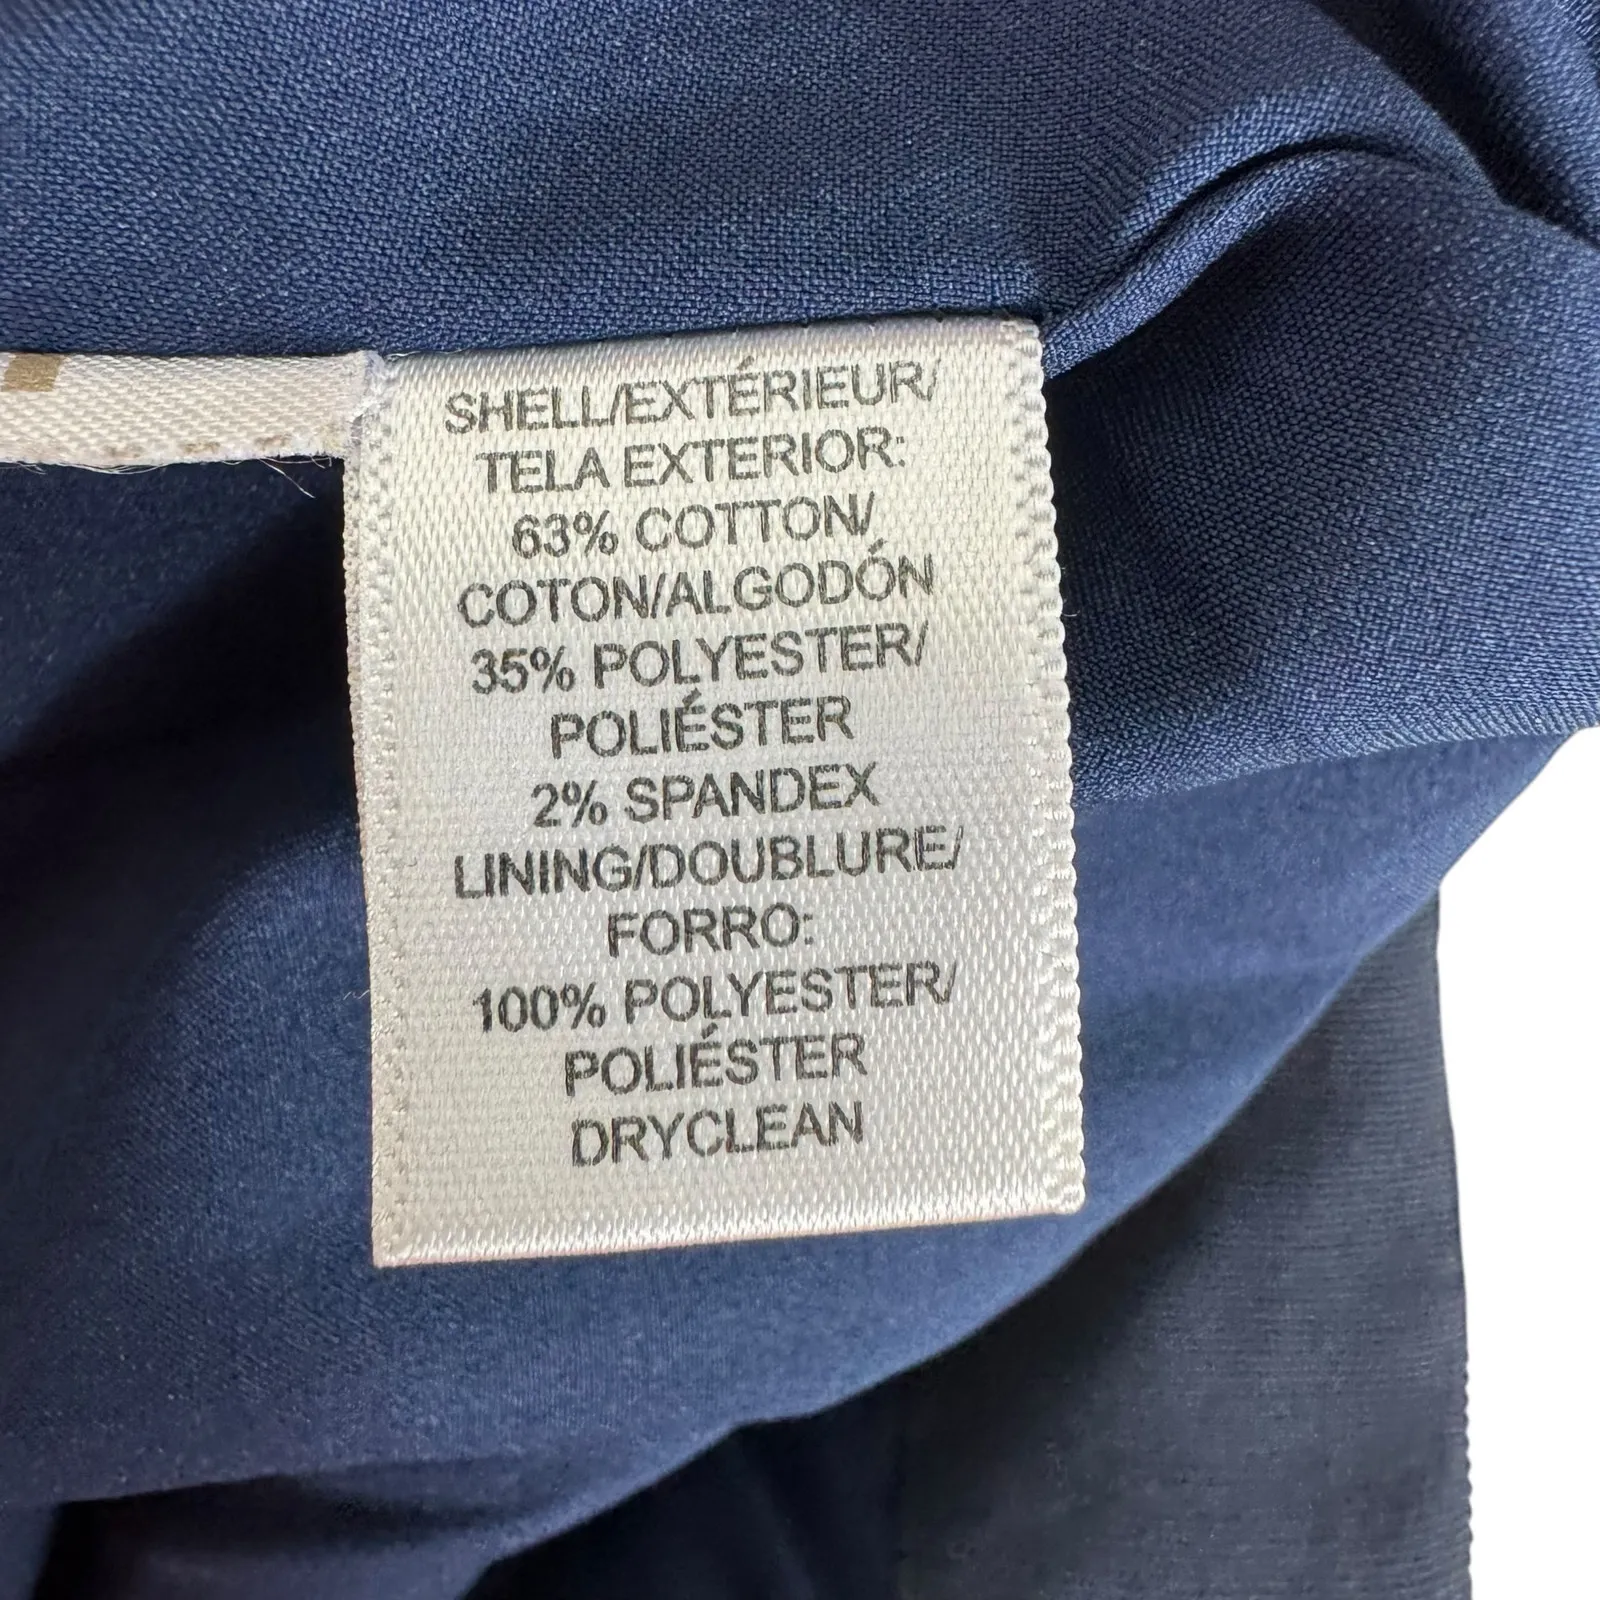 SHELL/EXTÉRIEUR/
TELA EXTERIOR:
63% COTTON/
COTON/ALGODÓN
35% POLYESTER/
POLIÉSTER
2% SPANDEX
LINING/DOUBLURE/
FORRO:
100% POLYESTER/
POLIÉSTER
DRYCLEAN